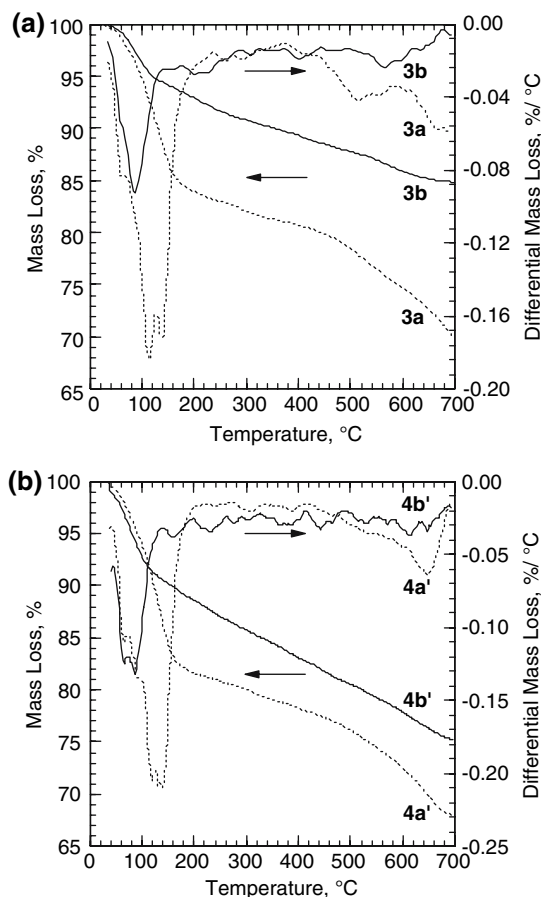 (a)
100
95
90
85
80
75
70
65
Mass Loss, %
0.00
-0.04
-0.08
-0.12
-0.16
-0.20
Differential Mass Loss, %/ °C
3b
3a
3b
3a
0 100 200 300 400 500 600 700
Temperature, °C
(b)
100
95
90
85
80
75
70
65
Mass Loss, %
0.00
-0.05
-0.10
-0.15
-0.20
-0.25
Differential Mass Loss, %/ °C
4b'
4a'
4b'
4a'
0 100 200 300 400 500 600 700
Temperature, °C